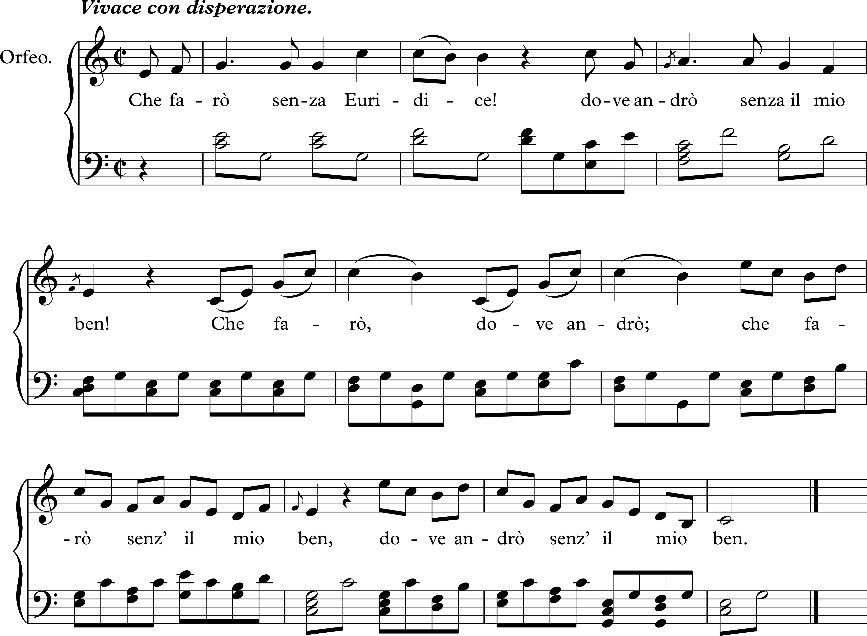 Vivace con disperazione.
Orfeo.
Che fa - rò sen-za Euri - di - ce! do-ve an-drò senza il mio
ben! Che fa - rò, do - ve an-drò; che fa -
-rò senz' il mio ben, do - ve an-drò senz' il mio ben.